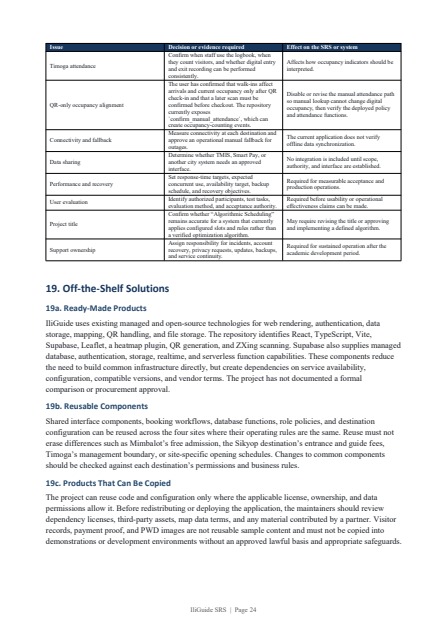 Issue Decision or evidence required Effect on the SRS or system
Timoga attendance
Confirm when staff use the logbook, when
they count visitors, and whether digital entry
and exit recording can be performed
consistently.
Affects how occupancy indicators should be
interpreted.
QR-only occupancy alignment
The user has confirmed that walk-ins affect
arrivals and current occupancy only after QR
check-in and that a later scan must be
confirmed before checkout. The repository
currently exposes
`confirm_manual_attendance`, which can
create occupancy-counting events.
Disable or revise the manual attendance path
so manual lookup cannot change digital
occupancy, then verify the deployed policy
and attendance functions.
Connectivity and fallback
Measure connectivity at each destination and
approve an operational manual fallback for
outages.
The current application does not verify
offline data synchronization.
Data sharing
Determine whether TMIS, Smart Pay, or
another city system needs an approved
interface.
No integration is included until scope,
authority, and interface are established.
Performance and recovery
Set response-time targets, expected
concurrent use, availability target, backup
schedule, and recovery objectives.
Required for measurable acceptance and
production operations.
User evaluation
Identify authorized participants, test tasks,
evaluation method, and acceptance authority.
Required before usability or operational
effectiveness claims can be made.
Project title
Confirm whether “Algorithmic Scheduling”
remains accurate for a system that currently
applies configured slots and rules rather than
a verified optimization algorithm.
May require revising the title or approving
and implementing a defined algorithm.
Support ownership
Assign responsibility for incidents, account
recovery, privacy requests, updates, backups,
and service continuity.
Required for sustained operation after the
academic development period.
19. Off-the-Shelf Solutions
19a. Ready-Made Products
IliGuide uses existing managed and open-source technologies for web rendering, authentication, data
storage, mapping, QR handling, and file storage. The repository identifies React, TypeScript, Vite,
Supabase, Leaflet, a heatmap plugin, QR generation, and ZXing scanning. Supabase also supplies managed
database, authentication, storage, realtime, and serverless function capabilities. These components reduce
the need to build common infrastructure directly, but create dependencies on service availability,
configuration, compatible versions, and vendor terms. The project has not documented a formal
comparison or procurement approval.
19b. Reusable Components
Shared interface components, booking workflows, database functions, role policies, and destination
configuration can be reused across the four sites where their operating rules are the same. Reuse must not
erase differences such as Mimbalot’s free admission, the Sikyop destination’s entrance and guide fees,
Timoga’s management boundary, or site-specific opening schedules. Changes to common components
should be checked against each destination’s permissions and business rules.
19c. Products That Can Be Copied
The project can reuse code and configuration only where the applicable license, ownership, and data
permissions allow it. Before redistributing or deploying the application, the maintainers should review
dependency licenses, third-party assets, map data terms, and any material contributed by a partner. Visitor
records, payment proof, and PWD images are not reusable sample content and must not be copied into
demonstrations or development environments without an approved lawful basis and appropriate safeguards.
IliGuide SRS | Page 24